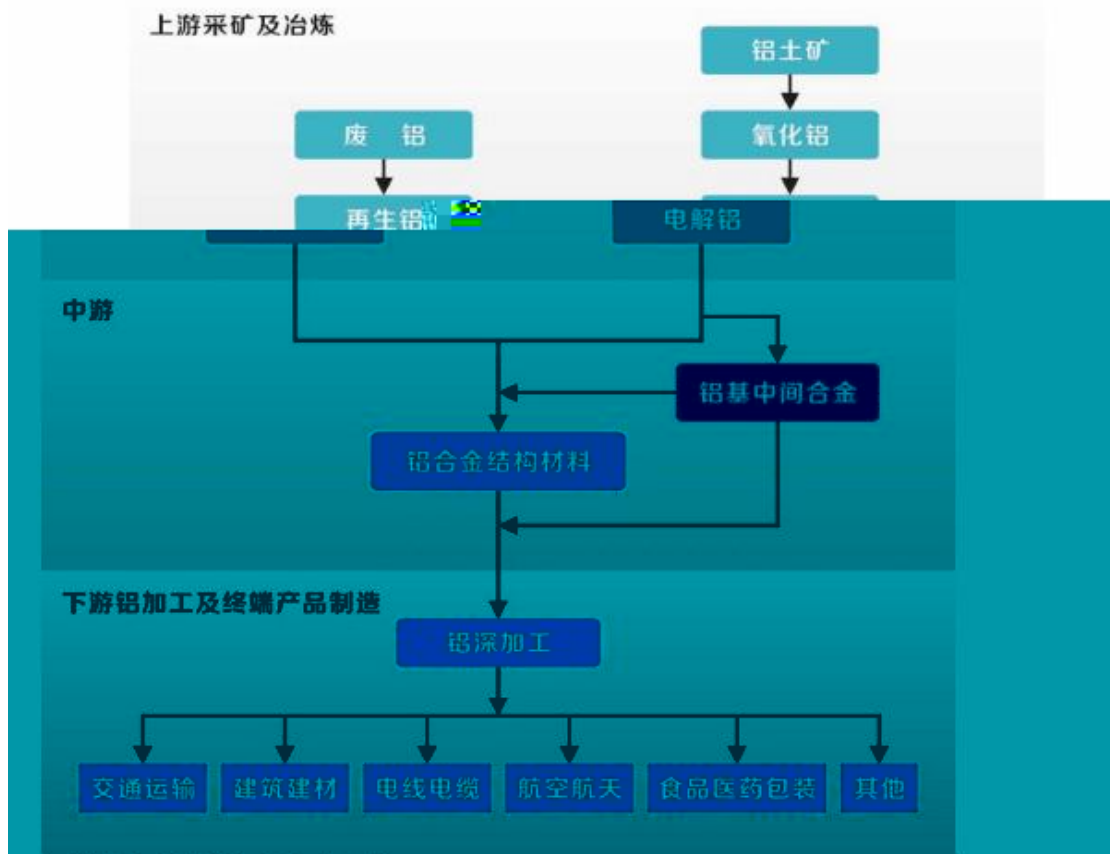 上游采矿及冶炼
铝土矿
废 铝
氧化铝
再生铝
电解铝
中游
铝基中间合金
铝合金结构材料
下游铝加工及终端产品制造
铝深加工
交通运输 建筑建材 电线电缆 航空航天 食品医药包装 其他